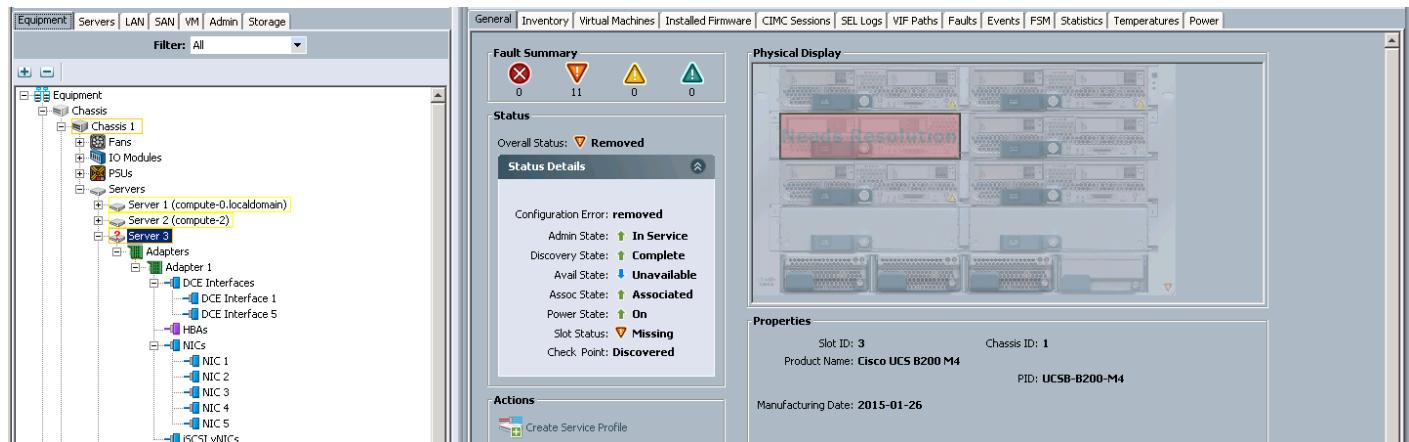 Equipment Servers LAN SAN VM Admin Storage
Filter: All
Equipment
Chassis
Chassis 1
Fans
IO Modules
PSUs
Servers
Server 1 (compute-0.localdomain)
Server 2 (compute-2)
Server 3
Adapters
Adapter 1
DCE Interfaces
DCE Interface 1
DCE Interface 5
HBAs
NICs
NIC 1
NIC 2
NIC 3
NIC 4
NIC 5
iSCSI vNICs
General Inventory Virtual Machines Installed Firmware CIMC Sessions SEL Logs VIF Paths Faults Events FSM Statistics Temperatures Power
Fault Summary
0 11 0 0
Status
Overall Status: Removed
Status Details
Configuration Error: removed
Admin State: In Service
Discovery State: Complete
Avail State: Unavailable
Assoc State: Associated
Power State: On
Slot Status: Missing
Check Point: Discovered
Actions
Create Service Profile
Physical Display
Needs Resolution
Properties
Slot ID: 3 Chassis ID: 1
Product Name: Cisco UCS B200 M4
PID: UCSB-B200-M4
Manufacturing Date: 2015-01-26